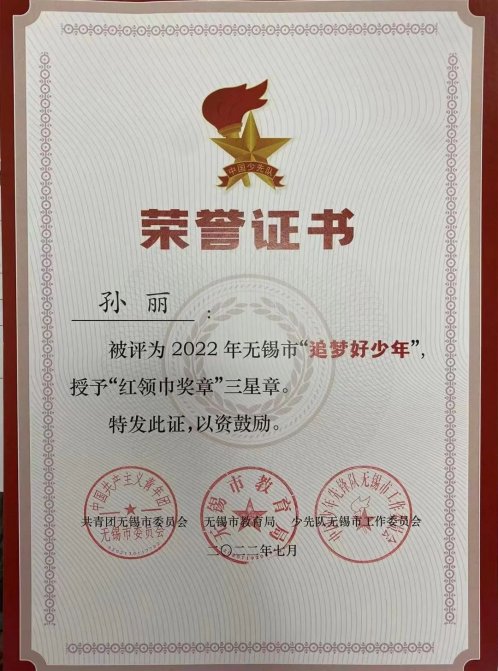 中国少先队
荣誉证书
孙丽：
被评为2022年无锡市“追梦好少年”，
授予“红领巾奖章”三星章。
特发此证，以资鼓励。
中国共产主义青年团
无锡市委员会
无锡市教育局
中国少年先锋队无锡市工作委员会
共青团无锡市委员会 无锡市教育局 少先队无锡市工作委员会
二〇二二年七月